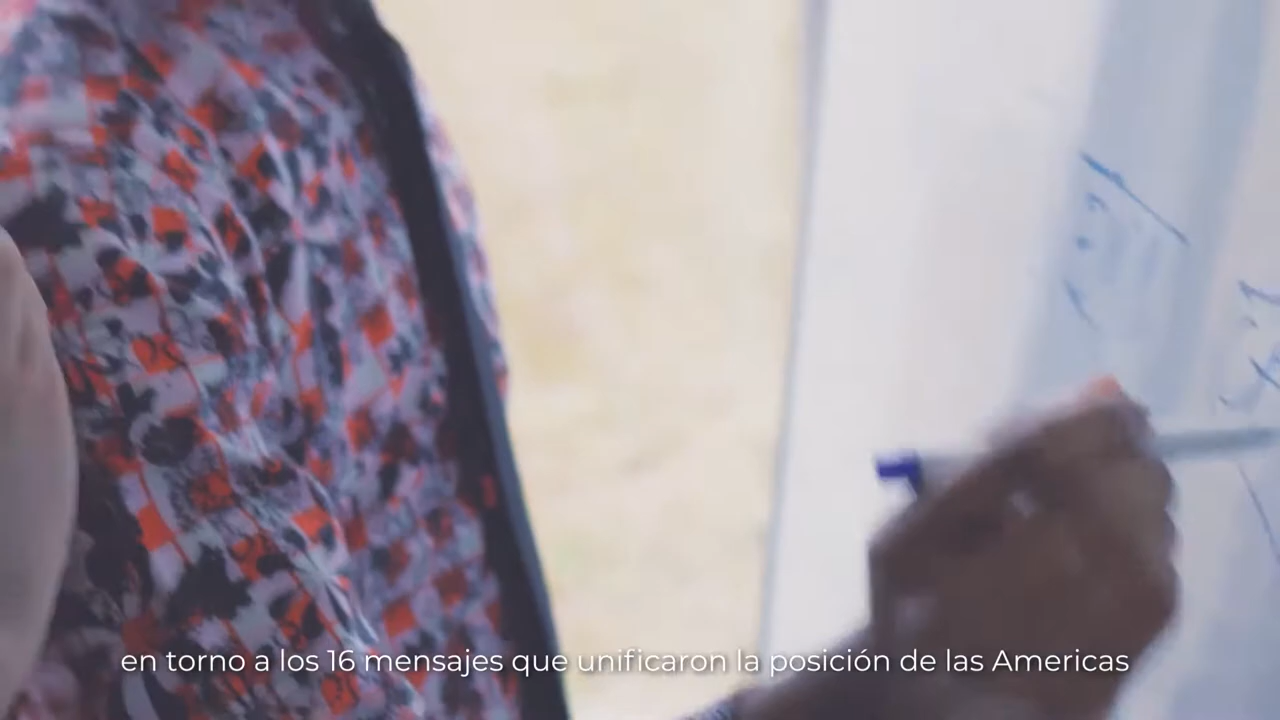 en torno a los 16 mensajes que unificaron la posición de las Americas